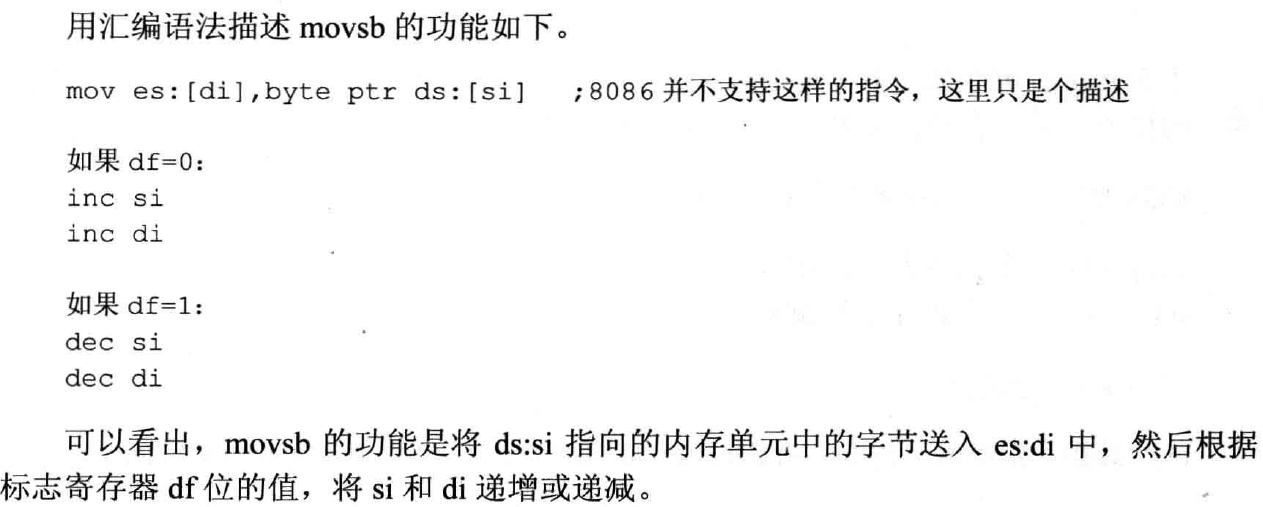 用汇编语法描述 movsb 的功能如下。
mov es:[di],byte ptr ds:[si] ;8086 并不支持这样的指令，这里只是个描述
如果 df=0：
inc si
inc di
如果 df=1：
dec si
dec di
可以看出，movsb 的功能是将 ds:si 指向的内存单元中的字节送入 es:di 中，然后根据
标志寄存器 df 位的值，将 si 和 di 递增或递减。